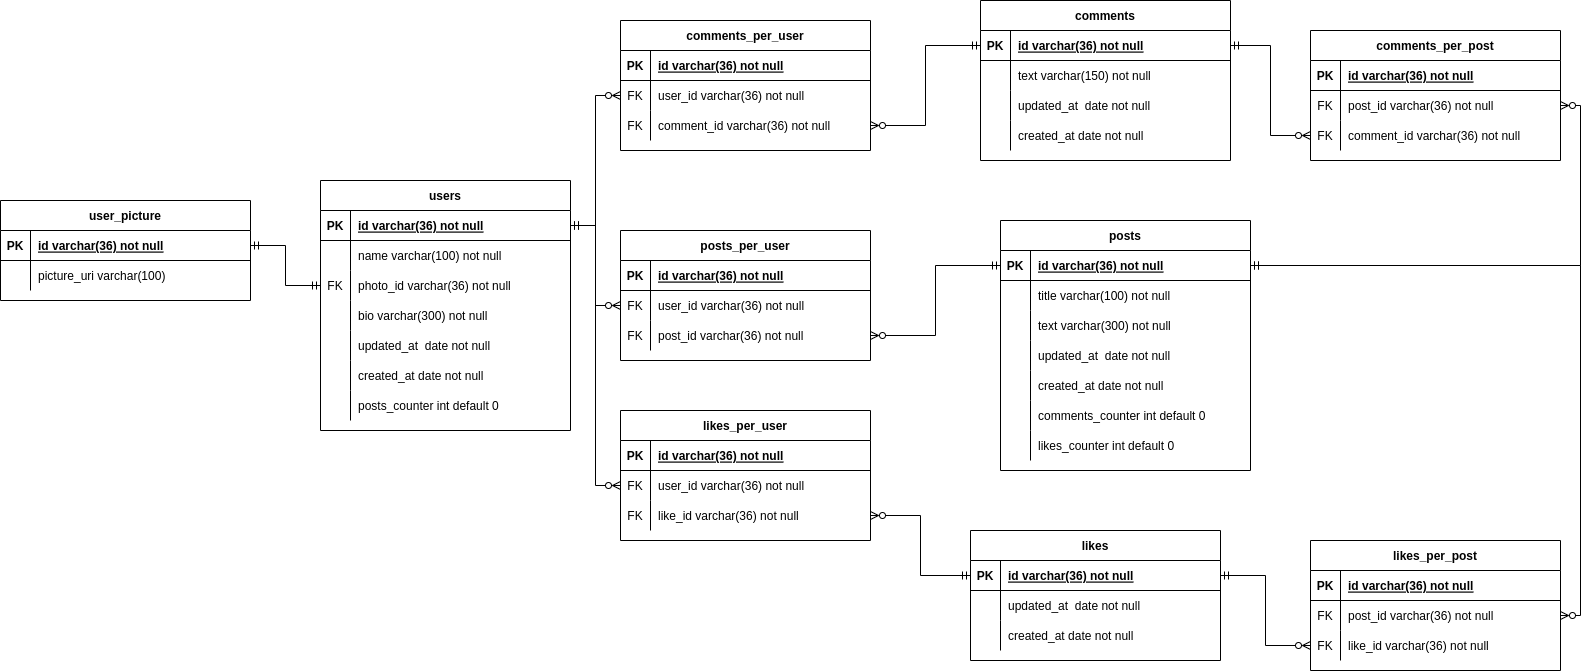 user_picture
PK id varchar(36) not null
picture_uri varchar(100)
users
PK id varchar(36) not null
name varchar(100) not null
FK photo_id varchar(36) not null
bio varchar(300) not null
updated_at  date not null
created_at date not null
posts_counter int default 0
comments_per_user
PK id varchar(36) not null
FK user_id varchar(36) not null
FK comment_id varchar(36) not null
posts_per_user
PK id varchar(36) not null
FK user_id varchar(36) not null
FK post_id varchar(36) not null
likes_per_user
PK id varchar(36) not null
FK user_id varchar(36) not null
FK like_id varchar(36) not null
comments
PK id varchar(36) not null
text varchar(150) not null
updated_at  date not null
created_at date not null
posts
PK id varchar(36) not null
title varchar(100) not null
text varchar(300) not null
updated_at  date not null
created_at date not null
comments_counter int default 0
likes_counter int default 0
likes
PK id varchar(36) not null
updated_at  date not null
created_at date not null
comments_per_post
PK id varchar(36) not null
FK post_id varchar(36) not null
FK comment_id varchar(36) not null
likes_per_post
PK id varchar(36) not null
FK post_id varchar(36) not null
FK like_id varchar(36) not null